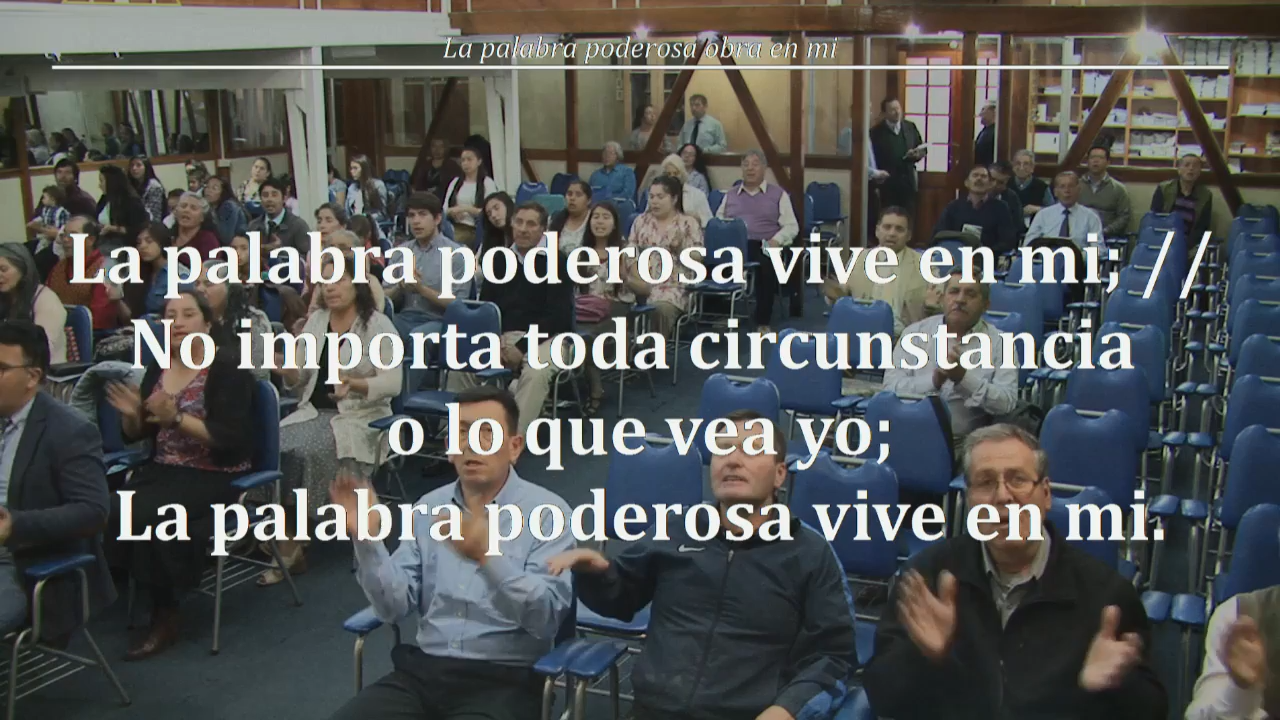 La palabra poderosa obra en mi
La palabra poderosa vive en mi; //
No importa toda circunstancia
o lo que vea yo;
La palabra poderosa vive en mi.